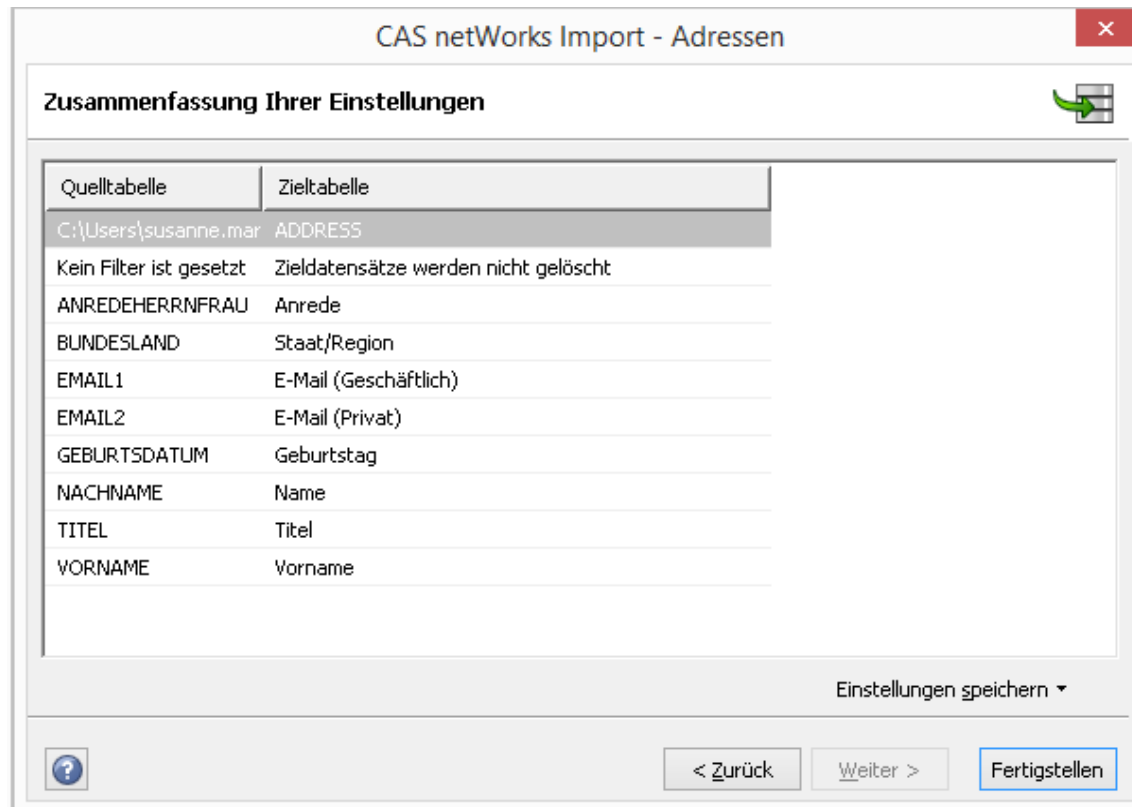 CAS netWorks Import - Adressen
Zusammenfassung Ihrer Einstellungen
Quelltabelle Zieltabelle
C:\Users\susanne.mar ADDRESS
Kein Filter ist gesetzt Zieldatensätze werden nicht gelöscht
ANREDEHERRNFRAU Anrede
BUNDESLAND Staat/Region
EMAIL1 E-Mail (Geschäftlich)
EMAIL2 E-Mail (Privat)
GEBURTSDATUM Geburtstag
NACHNAME Name
TITEL Titel
VORNAME Vorname
Einstellungen speichern
? < Zurück Weiter > Fertigstellen